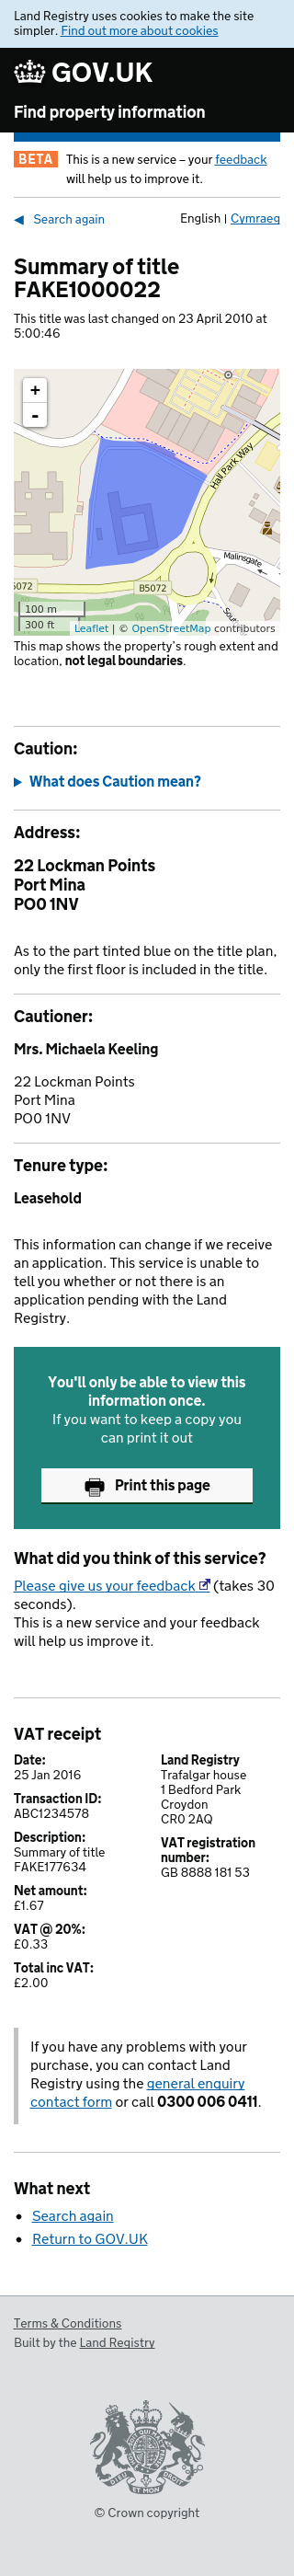 Land Registry uses cookies to make the site
simpler. Find out more about cookies
GOV.UK
Find property information
BETA This is a new service – your feedback
will help us to improve it.
◀ Search again English | Cymraeg
Summary of title
FAKE1000022
This title was last changed on 23 April 2010 at
5:00:46
+
-
Hall Park Way
Malinsgate
B5072
5072
100 m
300 ft
Leaflet | © OpenStreetMap contributors
This map shows the property's rough extent and
location, not legal boundaries.
Caution:
▶ What does Caution mean?
Address:
22 Lockman Points
Port Mina
PO0 1NV
As to the part tinted blue on the title plan,
only the first floor is included in the title.
Cautioner:
Mrs. Michaela Keeling
22 Lockman Points
Port Mina
PO0 1NV
Tenure type:
Leasehold
This information can change if we receive
an application. This service is unable to
tell you whether or not there is an
application pending with the Land
Registry.
You'll only be able to view this
information once.
If you want to keep a copy you
can print it out
Print this page
What did you think of this service?
Please give us your feedback (takes 30
seconds).
This is a new service and your feedback
will help us improve it.
VAT receipt
Date:
25 Jan 2016
Transaction ID:
ABC1234578
Description:
Summary of title
FAKE177634
Net amount:
£1.67
VAT @ 20%:
£0.33
Total inc VAT:
£2.00
Land Registry
Trafalgar house
1 Bedford Park
Croydon
CR0 2AQ
VAT registration
number:
GB 8888 181 53
If you have any problems with your
purchase, you can contact Land
Registry using the general enquiry
contact form or call 0300 006 0411.
What next
• Search again
• Return to GOV.UK
Terms & Conditions
Built by the Land Registry
DIEU ET MON DROIT
© Crown copyright